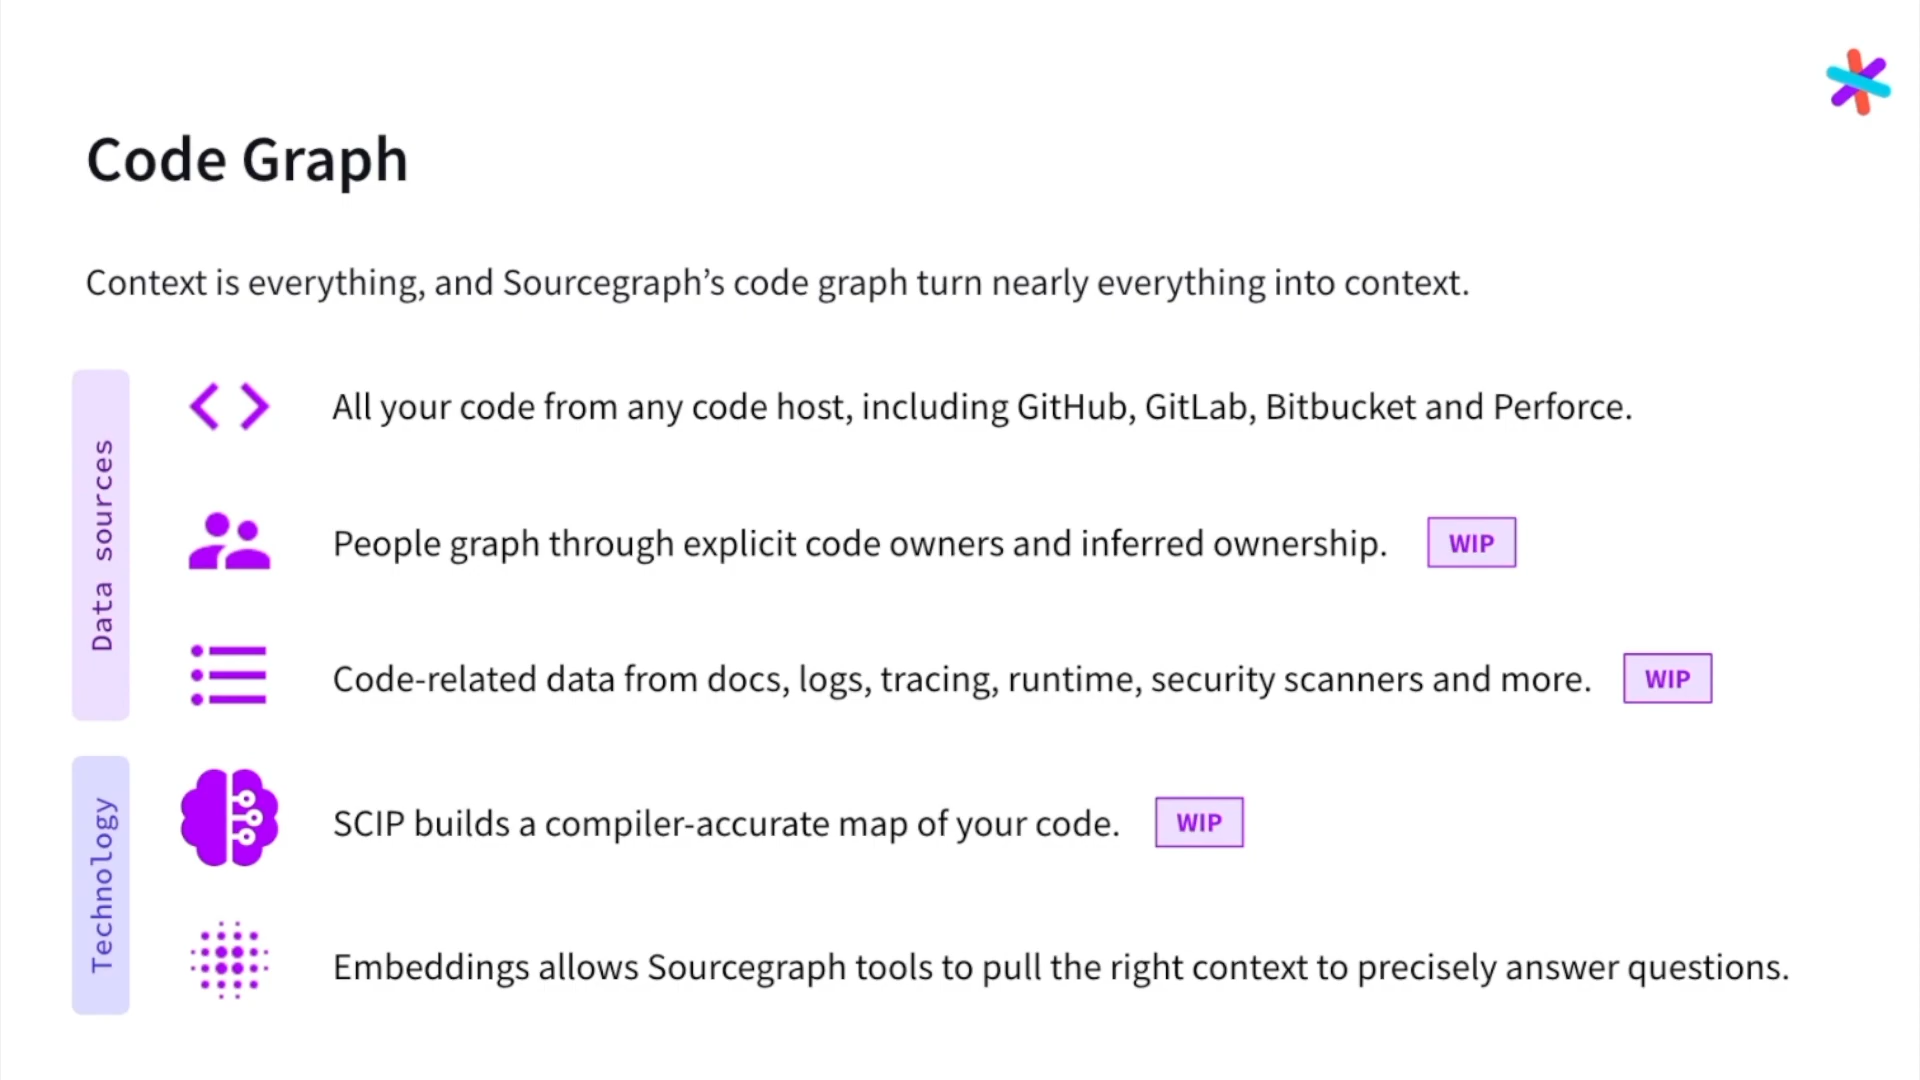 Code Graph
Context is everything, and Sourcegraph’s code graph turn nearly everything into context.
Data sources
All your code from any code host, including GitHub, GitLab, Bitbucket and Perforce.
People graph through explicit code owners and inferred ownership. WIP
Code-related data from docs, logs, tracing, runtime, security scanners and more. WIP
Technology
SCIP builds a compiler-accurate map of your code. WIP
Embeddings allows Sourcegraph tools to pull the right context to precisely answer questions.